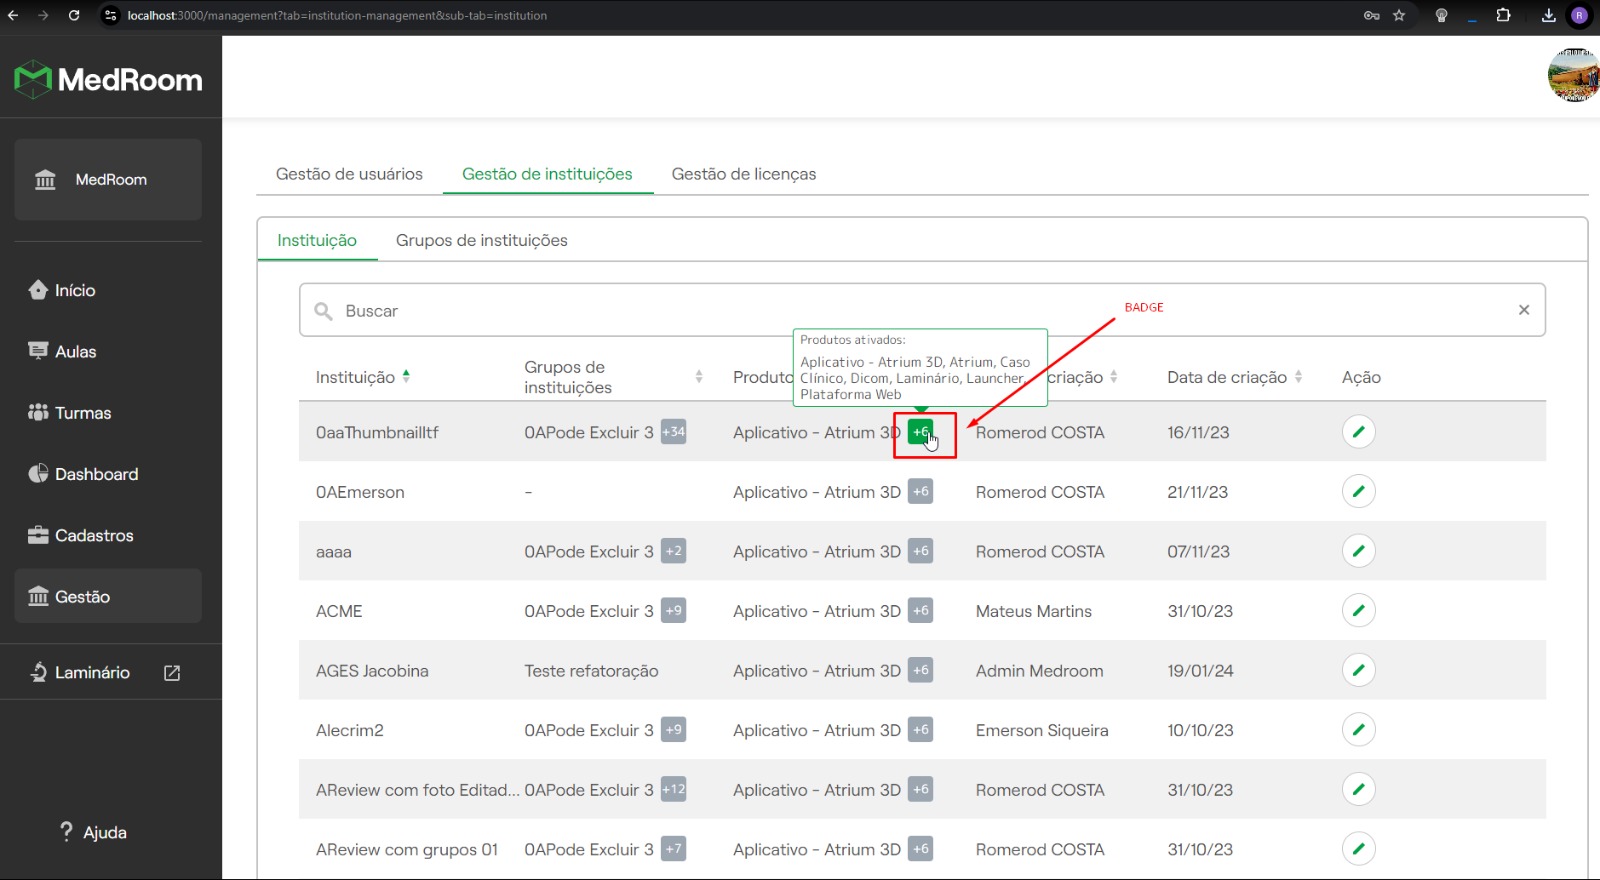 localhost:3000/management?tab=institution-management&sub-tab=institution
R
MedRoom
MedRoom
Gestão de usuários
Gestão de instituições
Gestão de licenças
Instituição
Grupos de instituições
Início
Aulas
Turmas
Dashboard
Cadastros
Gestão
Laminário
? Ajuda
Buscar
BADGE
Produtos ativados:
Aplicativo - Atrium 3D, Atrium, Caso
Clínico, Dicom, Laminário, Launcher,
Plataforma Web
Instituição
Grupos de
instituições
Produto
criação
Data de criação
Ação
0aaThumbnailItf 0APode Excluir 3 +34 Aplicativo - Atrium 3D +6 Romerod COSTA 16/11/23
0AEmerson - Aplicativo - Atrium 3D +6 Romerod COSTA 21/11/23
aaaa 0APode Excluir 3 +2 Aplicativo - Atrium 3D +6 Romerod COSTA 07/11/23
ACME 0APode Excluir 3 +9 Aplicativo - Atrium 3D +6 Mateus Martins 31/10/23
AGES Jacobina Teste refatoração Aplicativo - Atrium 3D +6 Admin Medroom 19/01/24
Alecrim2 0APode Excluir 3 +9 Aplicativo - Atrium 3D +6 Emerson Siqueira 10/10/23
AReview com foto Editad... 0APode Excluir 3 +12 Aplicativo - Atrium 3D +6 Romerod COSTA 31/10/23
AReview com grupos 01 0APode Excluir 3 +7 Aplicativo - Atrium 3D +6 Romerod COSTA 31/10/23